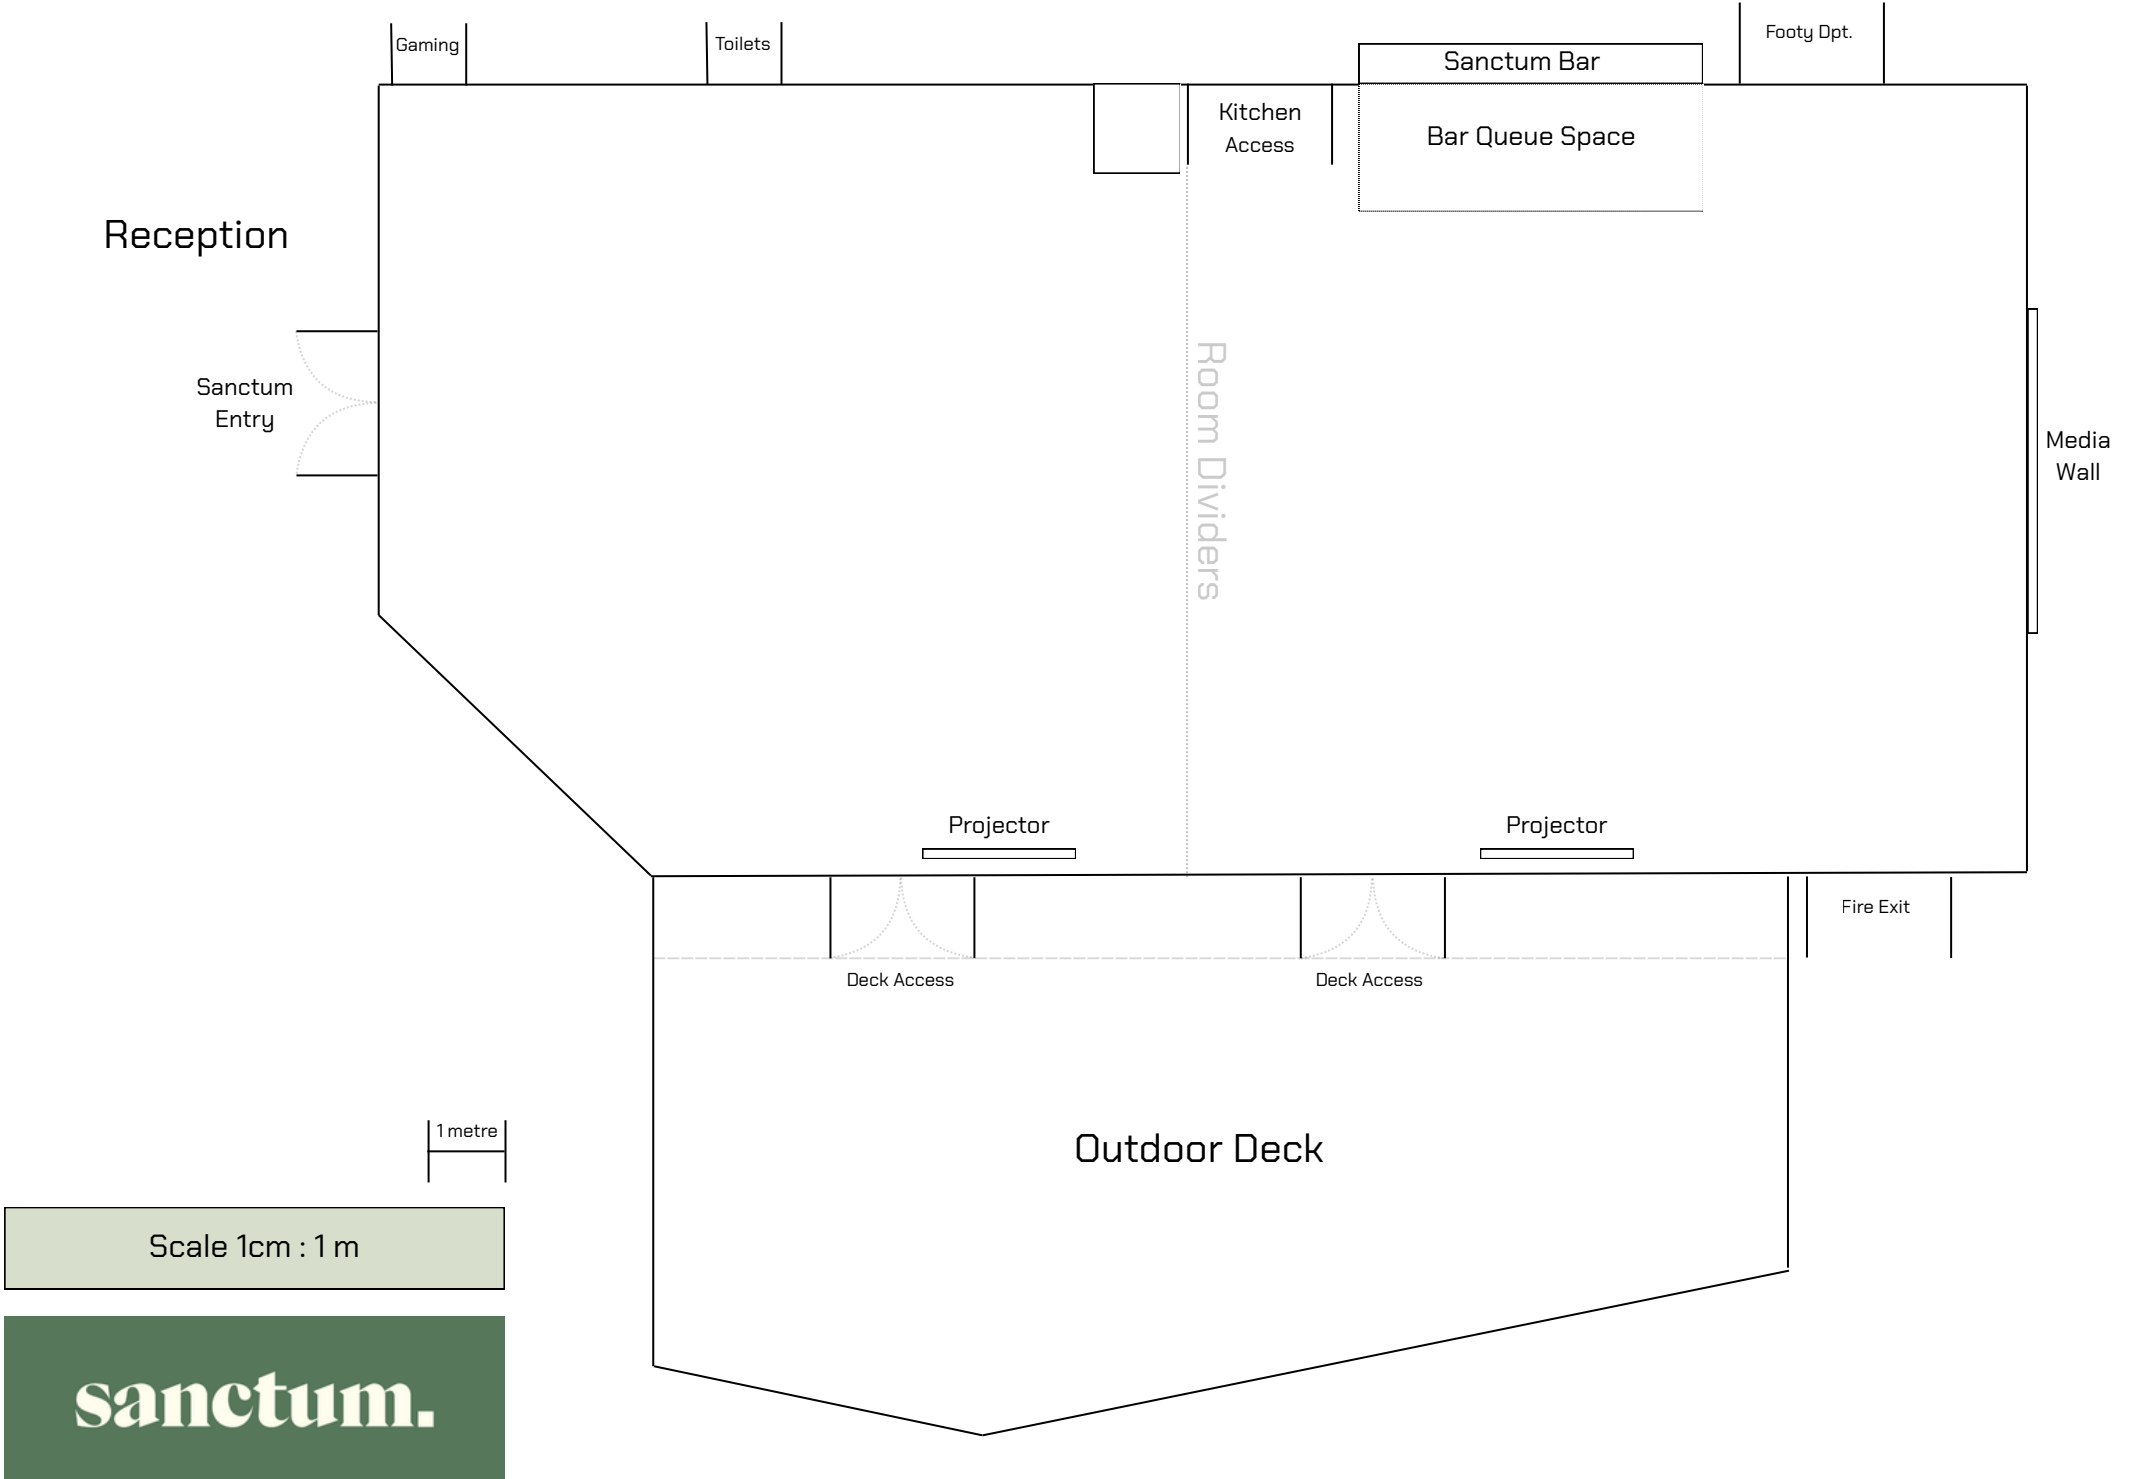 Gaming
Toilets
Footy Dpt.
Sanctum Bar
Kitchen
Access
Bar Queue Space
Reception
Sanctum
Entry
Room Dividers
Media
Wall
Projector
Projector
Fire Exit
Deck Access
Deck Access
Outdoor Deck
1 metre
Scale 1cm : 1 m
sanctum.